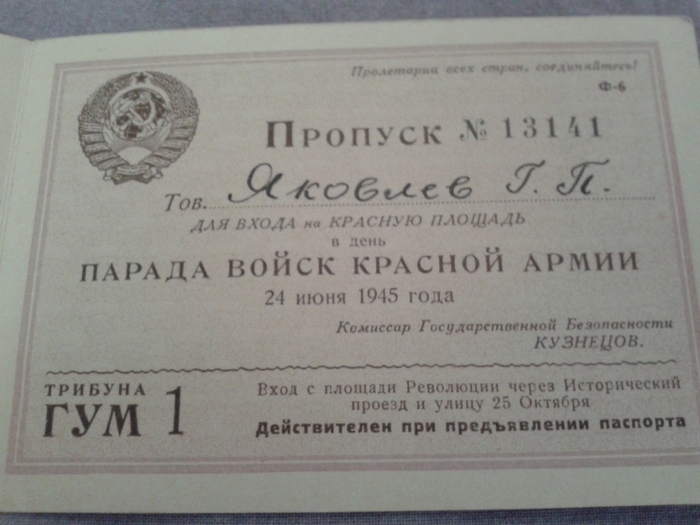 Пролетарии всех стран, соединяйтесь!
Ф-6
ПРОПУСК № 13141
Тов. Яковлев Г. П.
ДЛЯ ВХОДА на КРАСНУЮ ПЛОЩАДЬ
в день
ПАРАДА ВОЙСК КРАСНОЙ АРМИИ
24 июня 1945 года
Комиссар Государственной Безопасности
КУЗНЕЦОВ.
ТРИБУНА
ГУМ 1
Вход с площади Революции через Исторический
проезд и улицу 25 Октября
Действителен при предъявлении паспорта